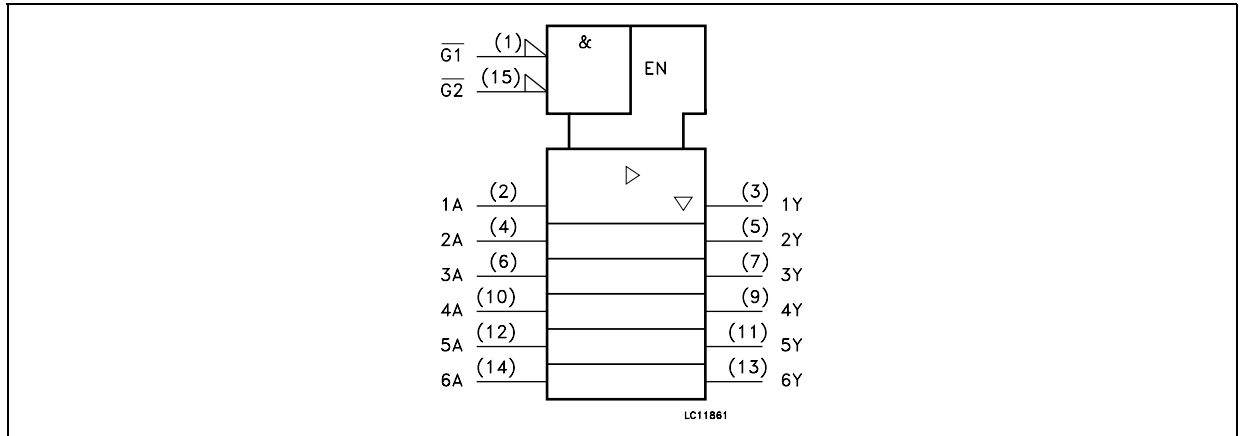 &
G1 (1)
EN
G2 (15)
1A (2) (3) 1Y
2A (4) (5) 2Y
3A (6) (7) 3Y
4A (10) (9) 4Y
5A (12) (11) 5Y
6A (14) (13) 6Y
LC11861